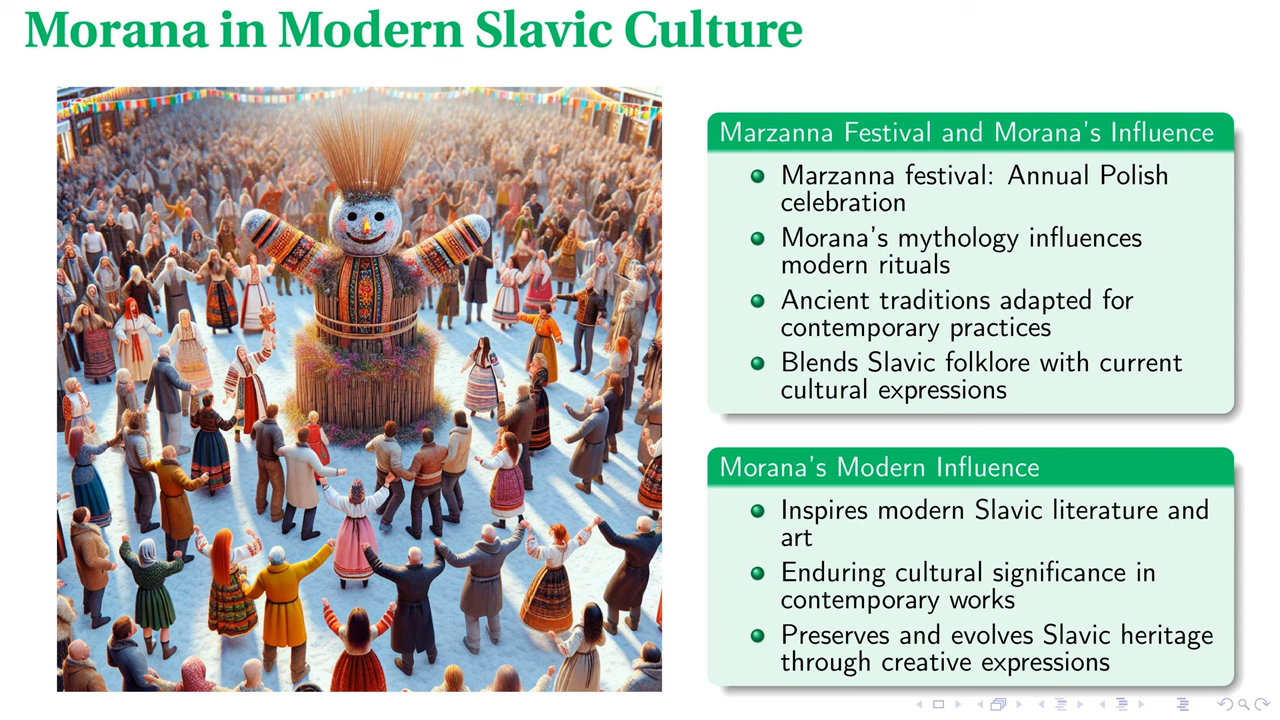 Morana in Modern Slavic Culture
Marzanna Festival and Morana's Influence
Marzanna festival: Annual Polish
celebration
Morana's mythology influences
modern rituals
Ancient traditions adapted for
contemporary practices
Blends Slavic folklore with current
cultural expressions
Morana's Modern Influence
Inspires modern Slavic literature and
art
Enduring cultural significance in
contemporary works
Preserves and evolves Slavic heritage
through creative expressions